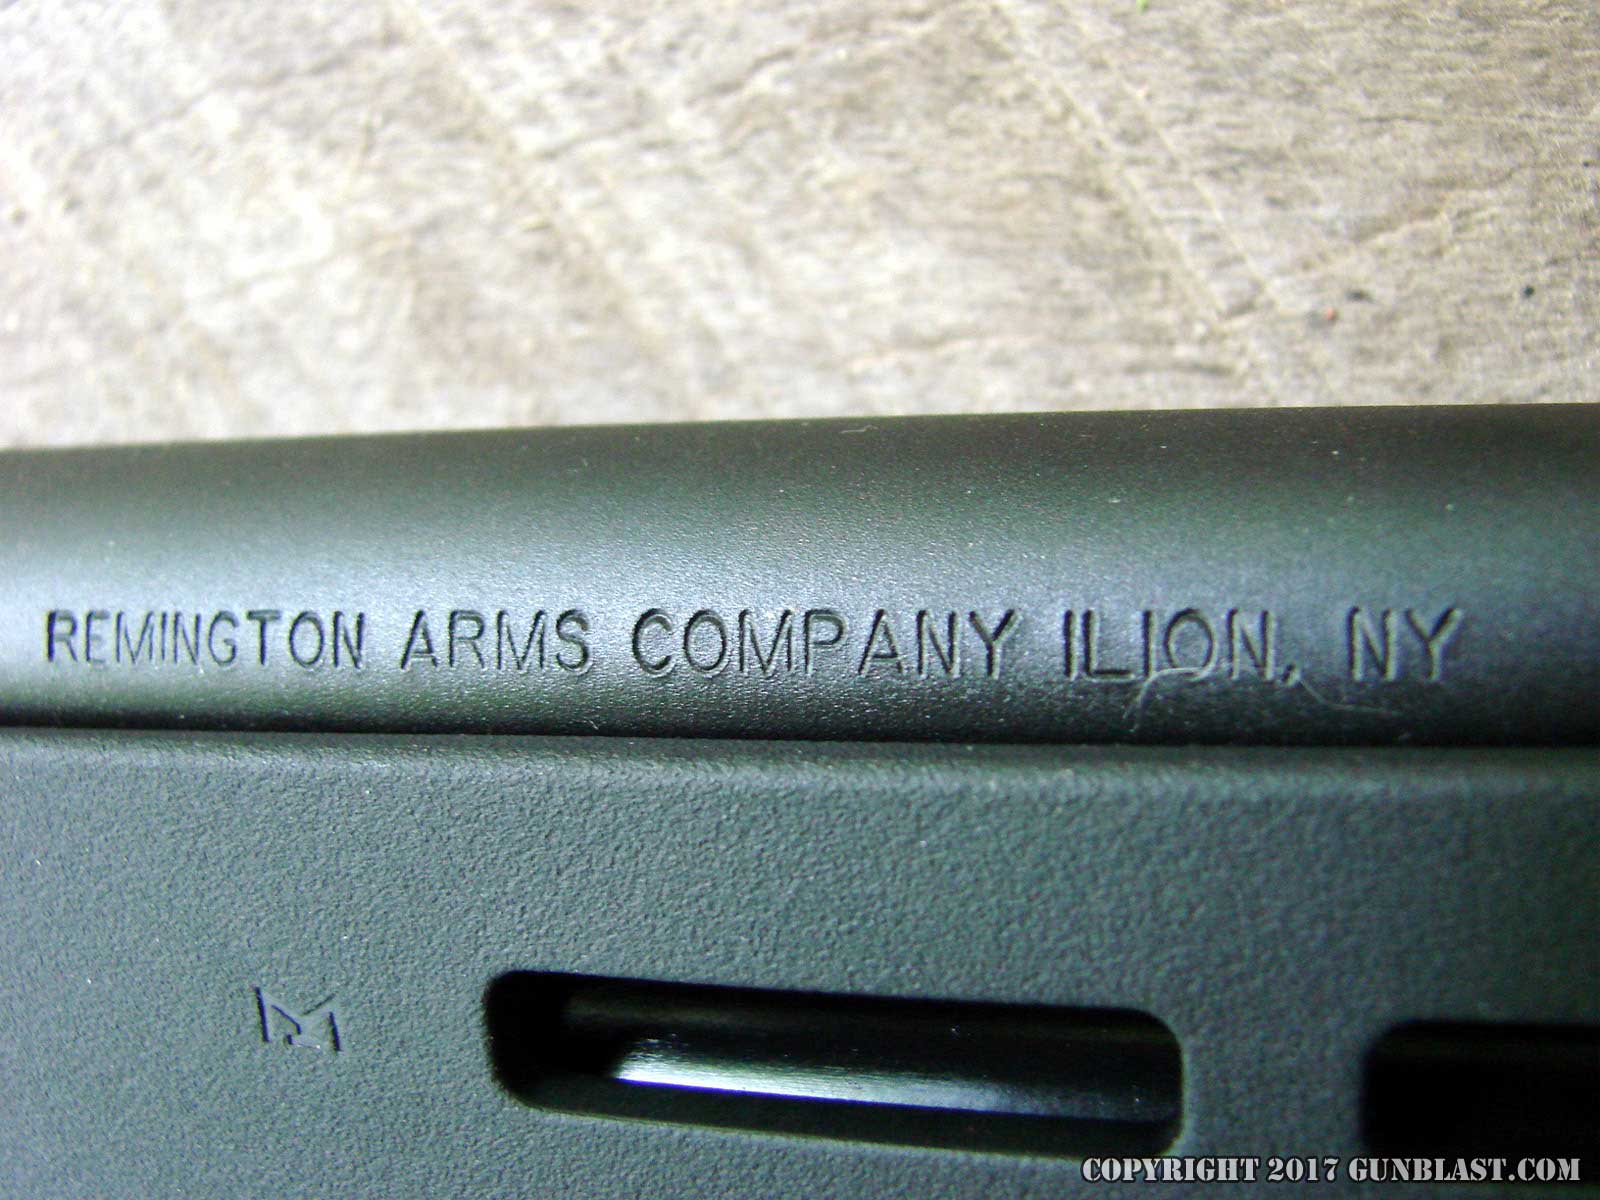 REMINGTON ARMS COMPANY ILION, NY
COPYRIGHT 2017 GUNBLAST.COM